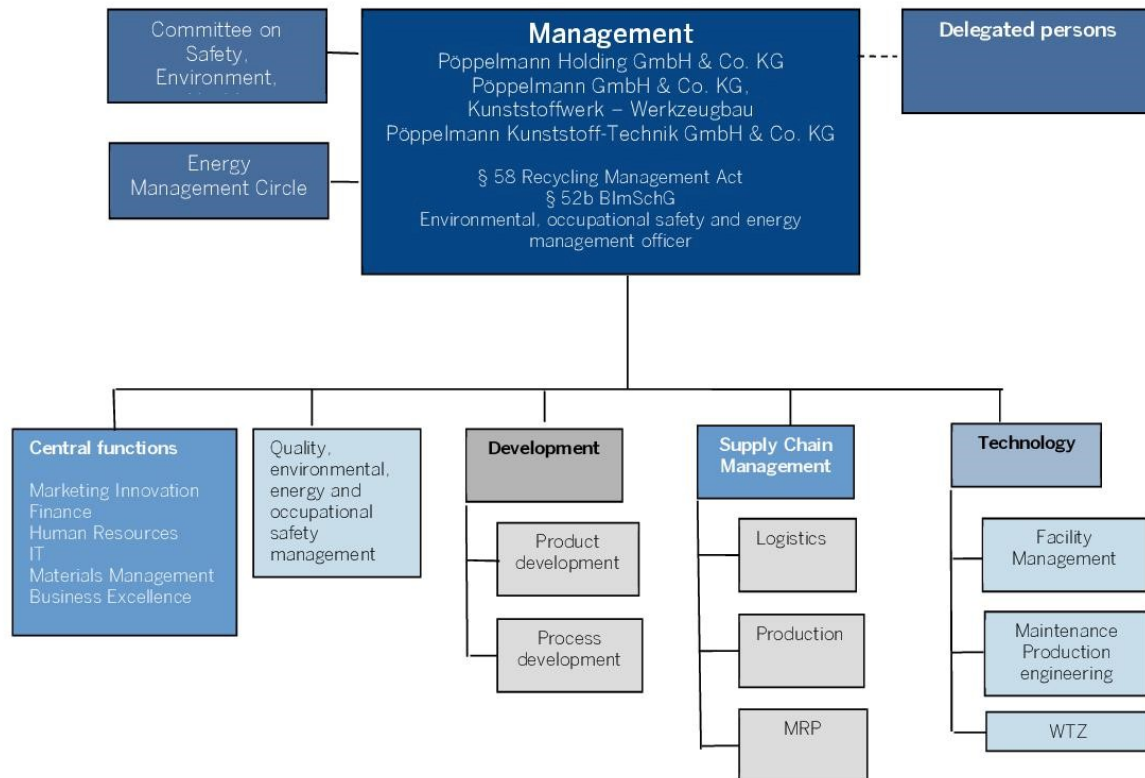 Committee on
Safety,
Environment,
Management
Pöppelmann Holding GmbH & Co. KG
Pöppelmann GmbH & Co. KG,
Kunststoffwerk – Werkzeugbau
Pöppelmann Kunststoff-Technik GmbH & Co. KG
§ 58 Recycling Management Act
§ 52b BImSchG
Environmental, occupational safety and energy
management officer
Delegated persons
Energy
Management Circle
Central functions
Marketing Innovation
Finance
Human Resources
IT
Materials Management
Business Excellence
Quality,
environmental,
energy and
occupational
safety
management
Development
Product
development
Process
development
Supply Chain
Management
Logistics
Production
MRP
Technology
Facility
Management
Maintenance
Production
engineering
WTZ